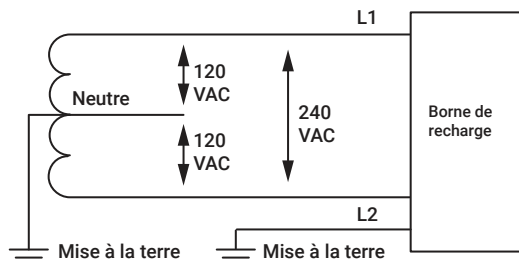 L1
120
VAC
Neutre
240
VAC
Borne de
recharge
120
VAC
L2
Mise à la terre
Mise à la terre